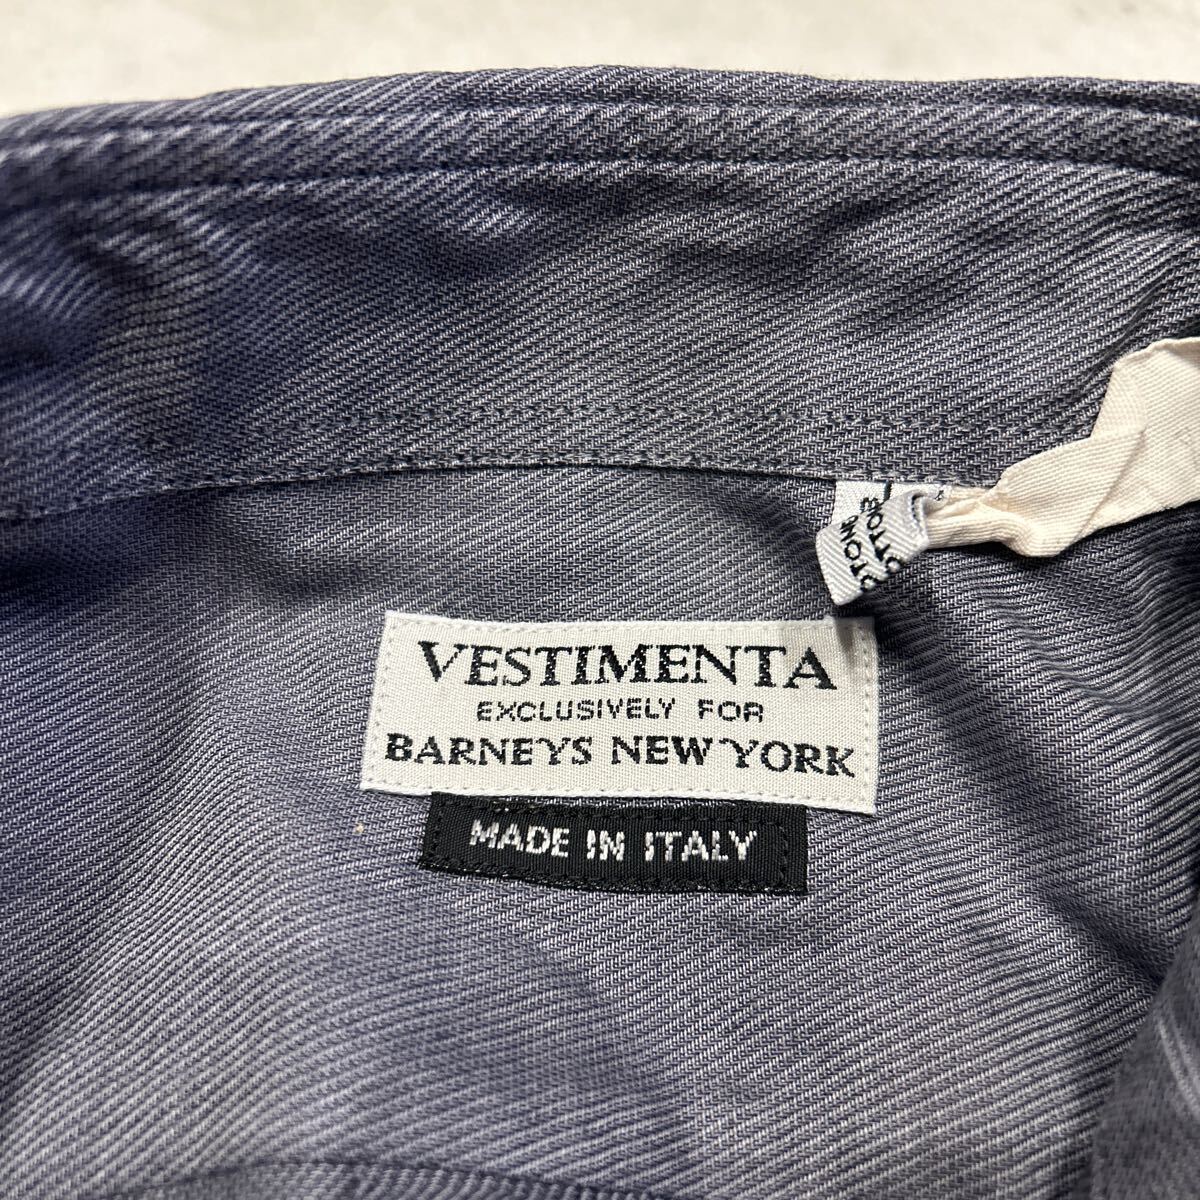 VESTIMENTA
EXCLUSIVELY FOR
BARNEYS NEW YORK
MADE IN ITALY